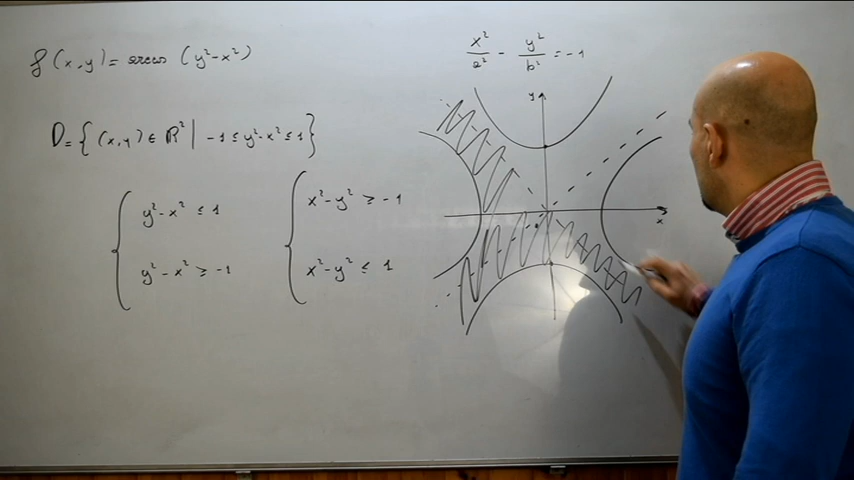 f(x,y) = arccos (y²-x²)
D = { (x,y) ∈ R² | -1 ≤ y²-x² ≤ 1 }
{ y²-x² ≤ 1
y²-x² ≥ -1
{ x²-y² ≥ -1
x²-y² ≤ 1
x²/a² - y²/b² = -1
y
x